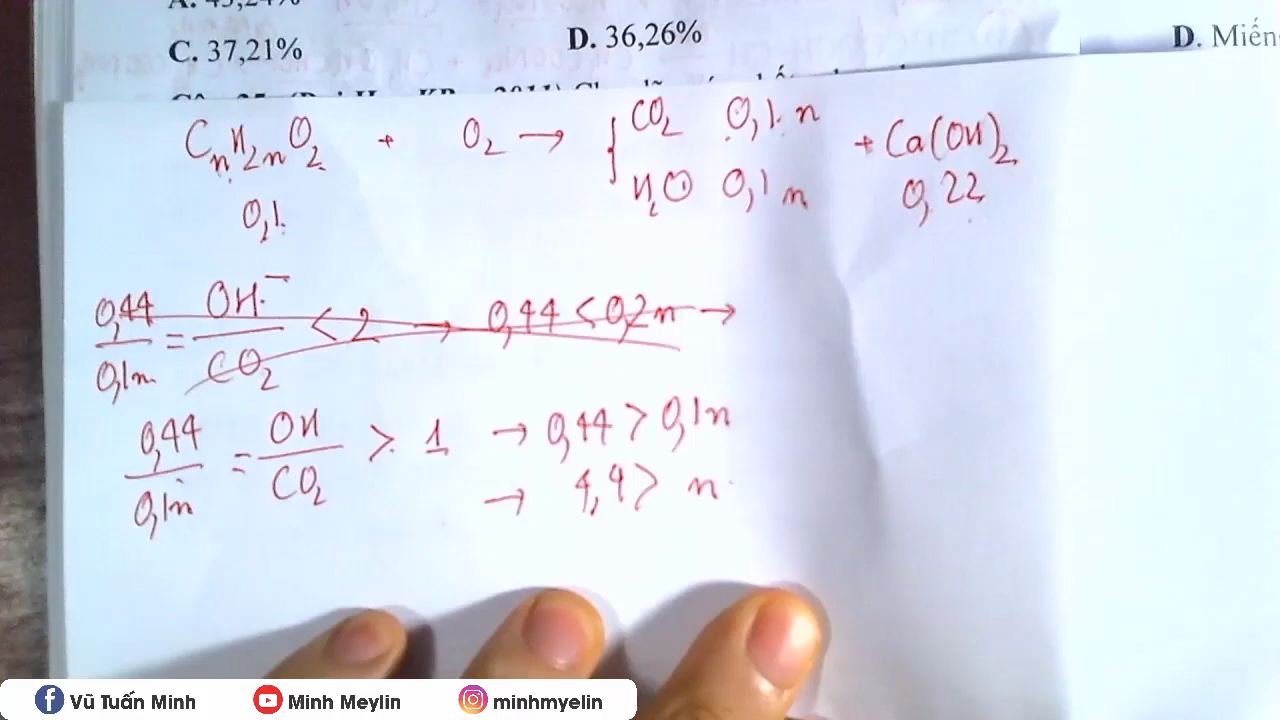 A. 43,24%
C. 37,21%
D. 36,26%
D. Miến
CnH2nO2 + O2 → { CO2 0,1 n + Ca(OH)2
H2O 0,1 n 0,22
0,1
0,44/0,1n = OH⁻/CO2 < 2 → 0,44 < 0,2n →
0,44/0,1n = OH/CO2 > 1 → 0,44 > 0,1n
→ 4,4 > n
Vũ Tuấn Minh
Minh Meylin
minhmyelin